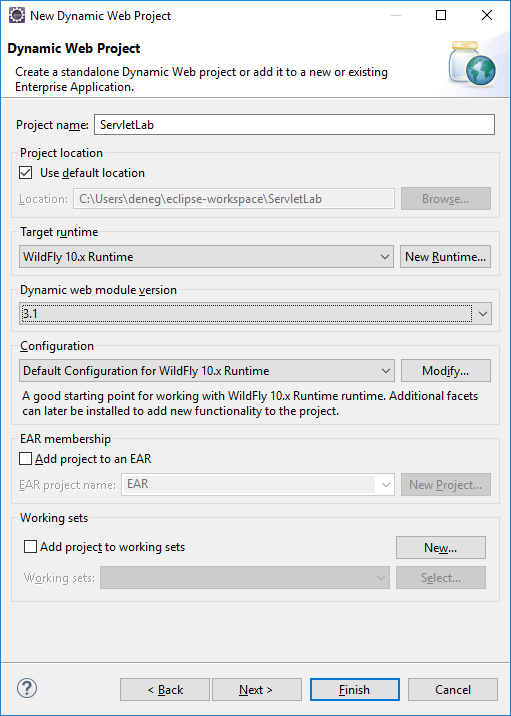 New Dynamic Web Project
Dynamic Web Project
Create a standalone Dynamic Web project or add it to a new or existing
Enterprise Application.
Project name: ServletLab
Project location
Use default location
Location: C:\Users\deneg\eclipse-workspace\ServletLab Browse...
Target runtime
WildFly 10.x Runtime New Runtime...
Dynamic web module version
3.1
Configuration
Default Configuration for WildFly 10.x Runtime Modify...
A good starting point for working with WildFly 10.x Runtime runtime. Additional facets
can later be installed to add new functionality to the project.
EAR membership
Add project to an EAR
EAR project name: EAR New Project...
Working sets
Add project to working sets New...
Working sets: Select...
? < Back Next > Finish Cancel